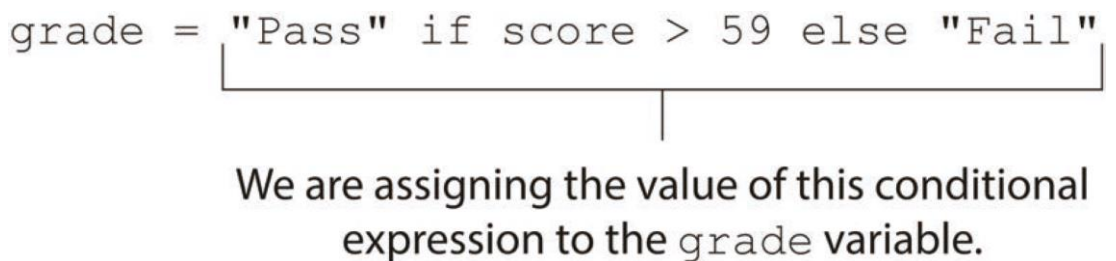 grade = "Pass" if score > 59 else "Fail"
We are assigning the value of this conditional
expression to the grade variable.